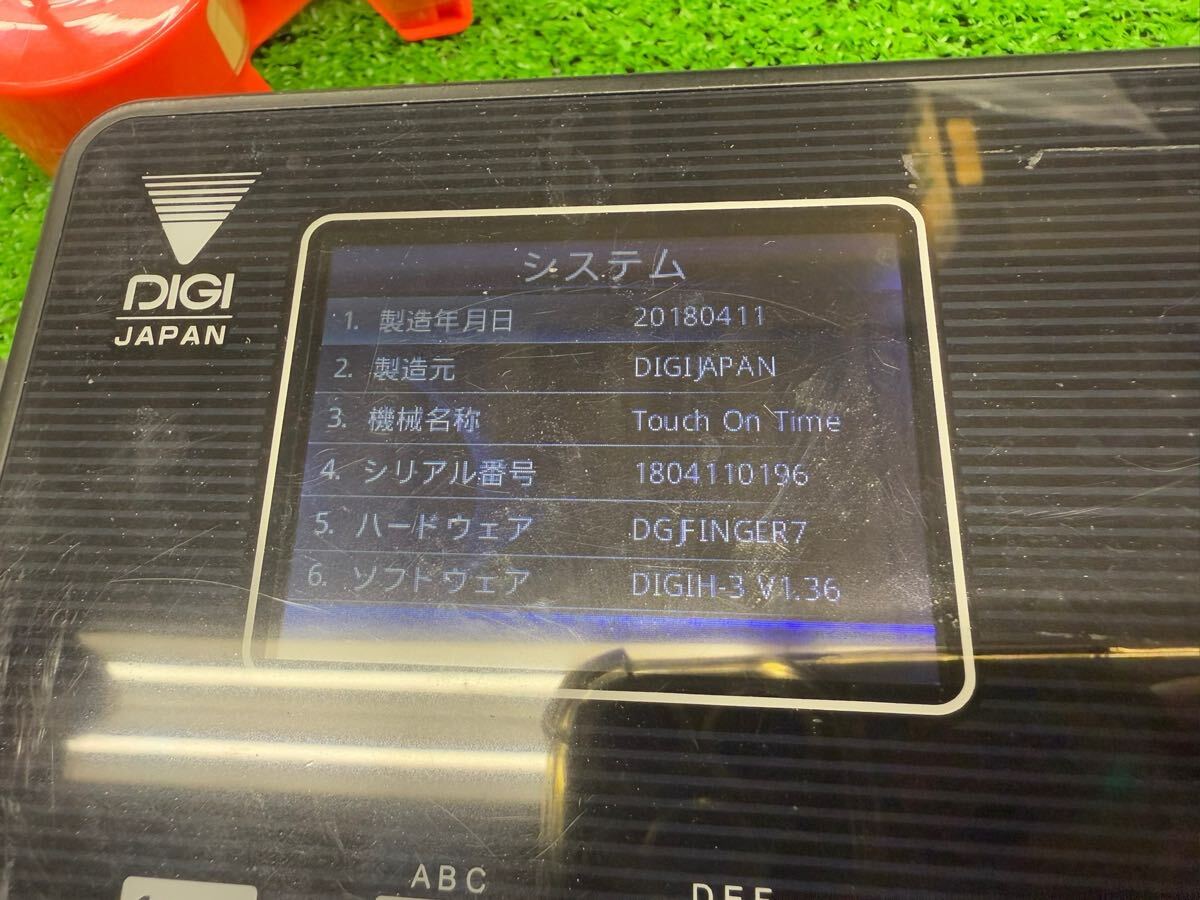 DIGI
JAPAN
システム
1. 製造年月日 20180411
2. 製造元 DIGIJAPAN
3. 機械名称 Touch On Time
4. シリアル番号 1804110196
5. ハードウェア DGJFINGER7
6. ソフトウェア DIGIH-3 V1.36
ABC
DEF